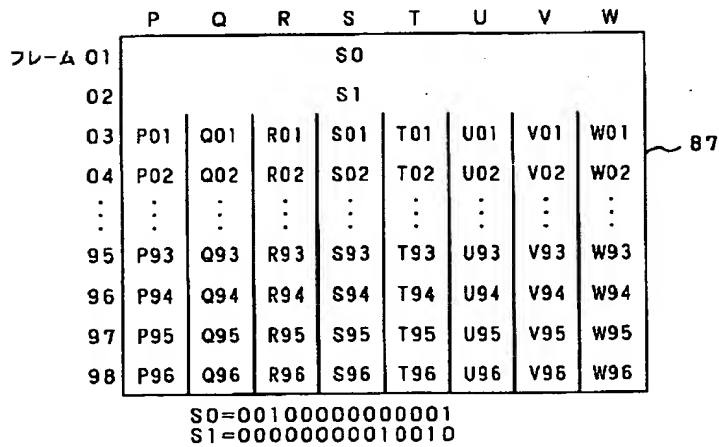 P Q R S T U V W
フレーム 01 S0
02 S1
03 P01 Q01 R01 S01 T01 U01 V01 W01
87
04 P02 Q02 R02 S02 T02 U02 V02 W02
⋮ ⋮ ⋮ ⋮ ⋮ ⋮ ⋮ ⋮ ⋮
95 P93 Q93 R93 S93 T93 U93 V93 W93
96 P94 Q94 R94 S94 T94 U94 V94 W94
97 P95 Q95 R95 S95 T95 U95 V95 W95
98 P96 Q96 R96 S96 T96 U96 V96 W96
S0=00100000000001
S1=00000000010010